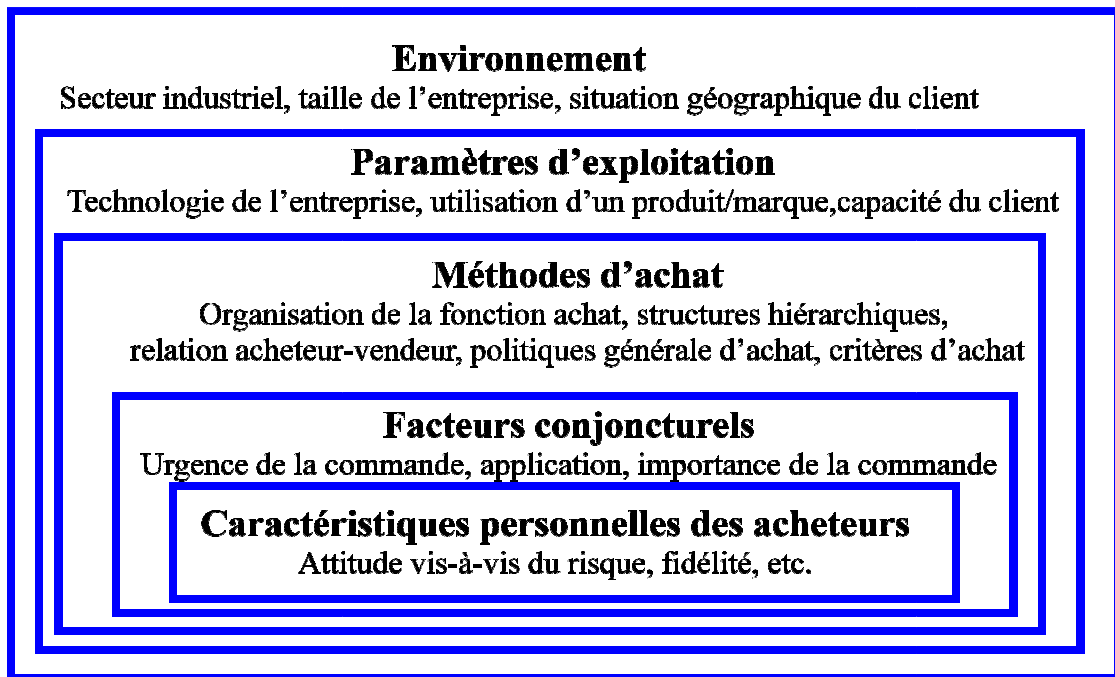 Environnement
Secteur industriel, taille de l’entreprise, situation géographique du client
Paramètres d’exploitation
Technologie de l’entreprise, utilisation d’un produit/marque,capacité du client
Méthodes d’achat
Organisation de la fonction achat, structures hiérarchiques,
relation acheteur-vendeur, politiques générale d’achat, critères d’achat
Facteurs conjoncturels
Urgence de la commande, application, importance de la commande
Caractéristiques personnelles des acheteurs
Attitude vis-à-vis du risque, fidélité, etc.